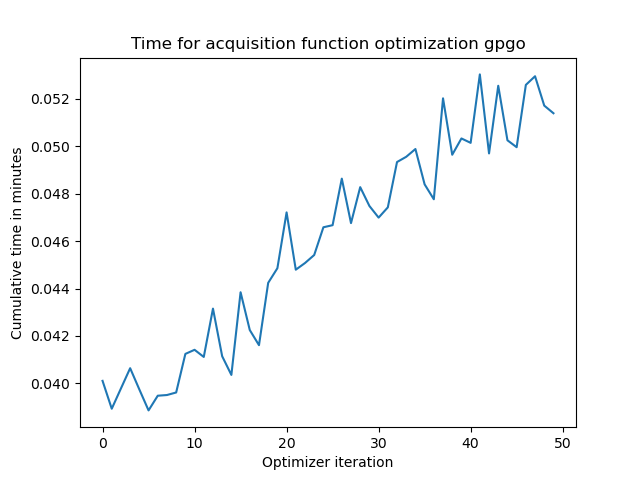 Time for acquisition function optimization gpgo
Cumulative time in minutes
0.052
0.050
0.048
0.046
0.044
0.042
0.040
0 10 20 30 40 50
Optimizer iteration